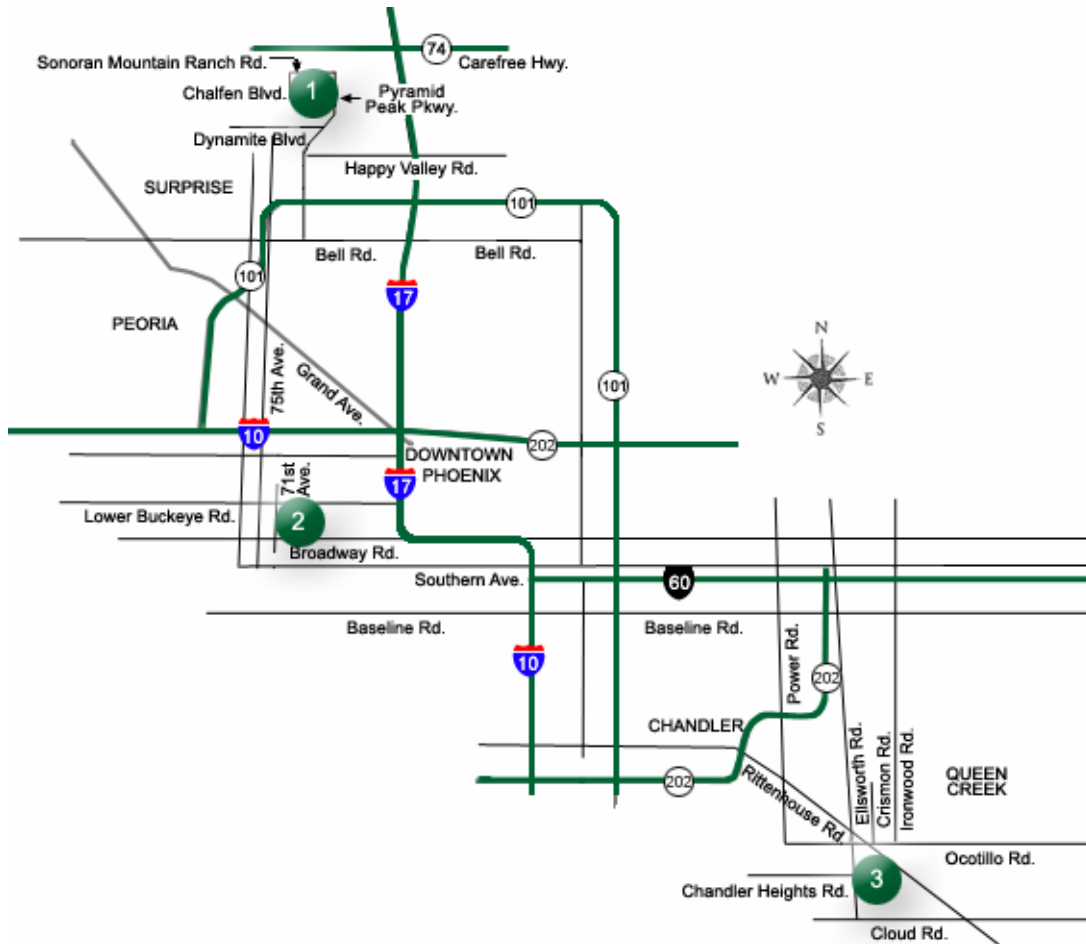 74
Carefree Hwy.
Sonoran Mountain Ranch Rd.
Chalfen Blvd.
1
Pyramid
Peak Pkwy.
Dynamite Blvd.
Happy Valley Rd.
SURPRISE
101
Bell Rd.
Bell Rd.
101
17
PEORIA
N
W
E
S
75th Ave.
Grand Ave.
101
10
202
DOWNTOWN
PHOENIX
17
71st
Ave.
Lower Buckeye Rd.
2
Broadway Rd.
Southern Ave.
60
Baseline Rd.
Baseline Rd.
10
Power Rd.
202
CHANDLER
Ellsworth Rd.
Crismon Rd.
Ironwood Rd.
QUEEN
CREEK
202
Rittenhouse Rd.
Ocotillo Rd.
Chandler Heights Rd.
3
Cloud Rd.